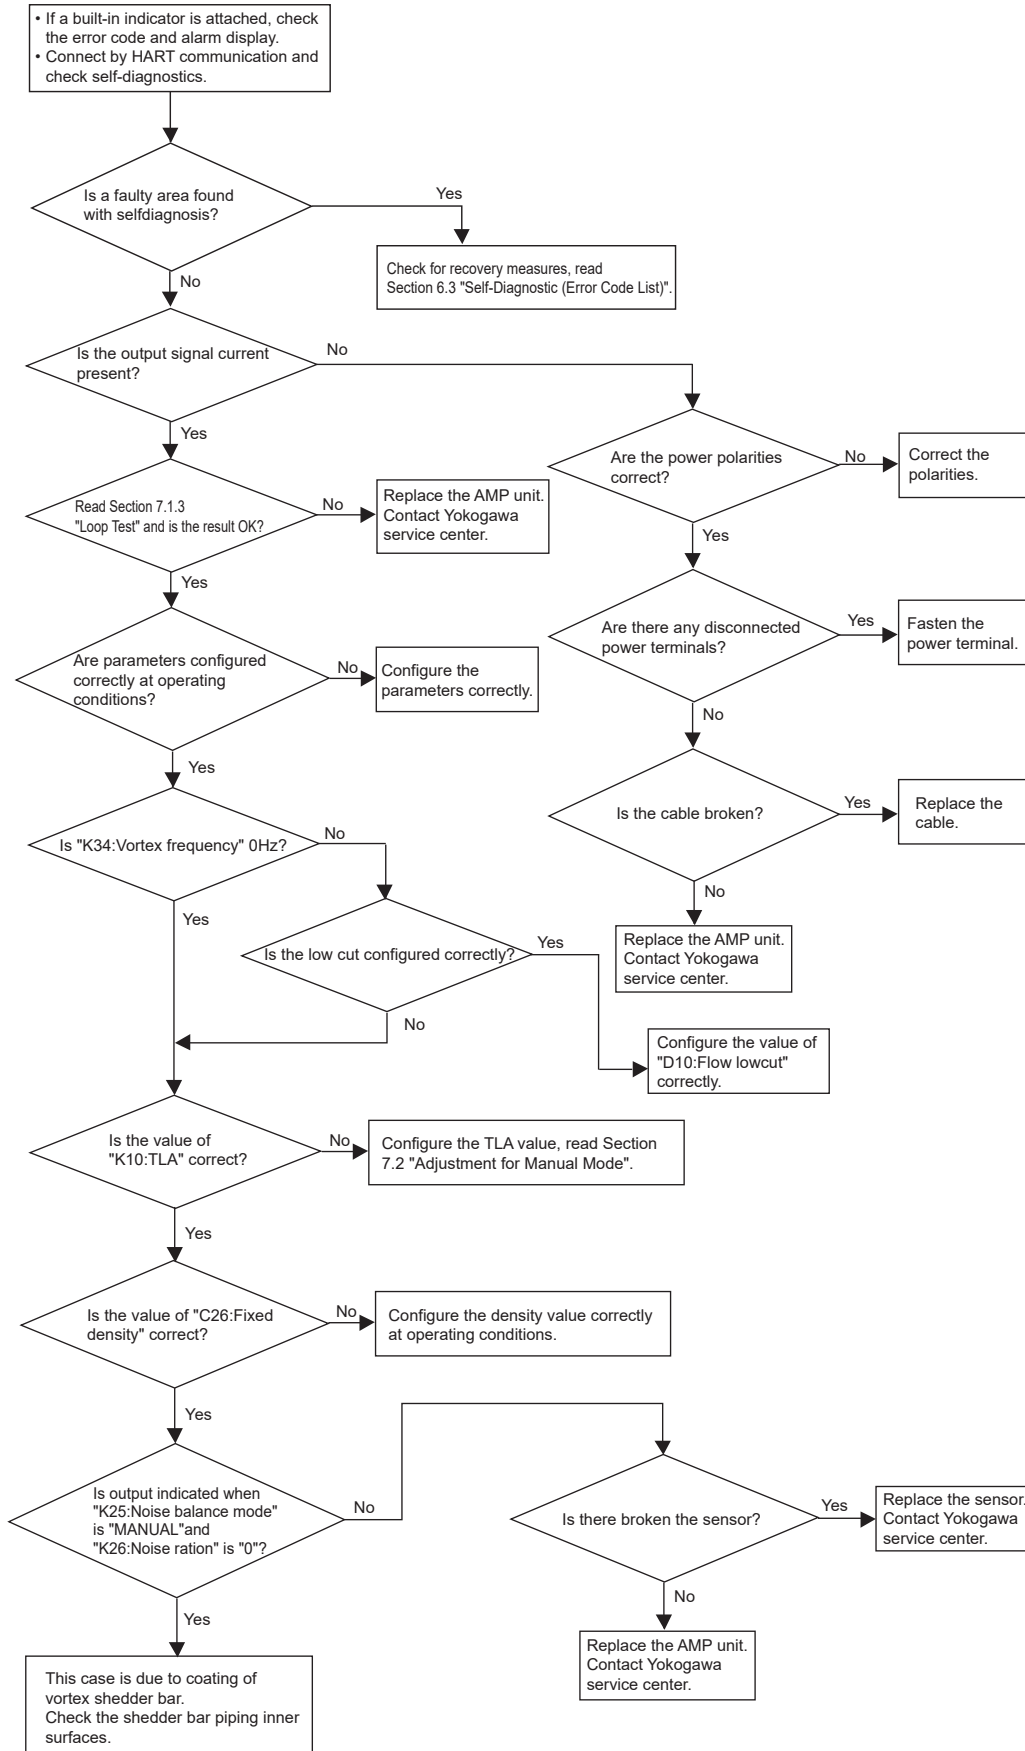 • If a built-in indicator is attached, check
the error code and alarm display.
• Connect by HART communication and
check self-diagnostics.
Is a faulty area found
with selfdiagnosis?
Yes
Check for recovery measures, read
Section 6.3 "Self-Diagnostic (Error Code List)".
No
Is the output signal current
present?
No
Yes
Are the power polarities
correct?
No
Correct the
polarities.
Read Section 7.1.3
"Loop Test" and is the result OK?
No
Replace the AMP unit.
Contact Yokogawa
service center.
Yes
Yes
Are there any disconnected
power terminals?
Yes
Fasten the
power terminal.
Are parameters configured
correctly at operating
conditions?
No
Configure the
parameters correctly.
No
Yes
Is the cable broken?
Yes
Replace the
cable.
Is "K34:Vortex frequency" 0Hz?
No
Yes
No
Replace the AMP unit.
Contact Yokogawa
service center.
Is the low cut configured correctly?
Yes
No
Configure the value of
"D10:Flow lowcut"
correctly.
Is the value of
"K10:TLA" correct?
No
Configure the TLA value, read Section
7.2 "Adjustment for Manual Mode".
Yes
Is the value of "C26:Fixed
density" correct?
No
Configure the density value correctly
at operating conditions.
Yes
Is output indicated when
"K25:Noise balance mode"
is "MANUAL"and
"K26:Noise ration" is "0"?
No
Is there broken the sensor?
Yes
Replace the sensor.
Contact Yokogawa
service center.
No
Replace the AMP unit.
Contact Yokogawa
service center.
Yes
This case is due to coating of
vortex shedder bar.
Check the shedder bar piping inner
surfaces.